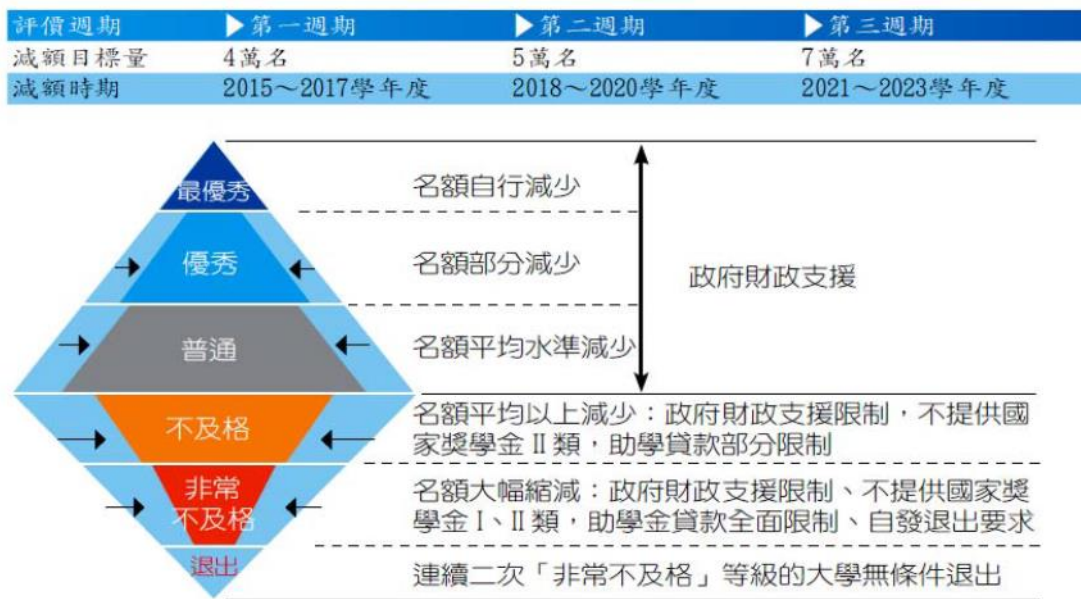 評價週期 ▶第一週期 ▶第二週期 ▶第三週期
減額目標量 4萬名 5萬名 7萬名
減額時期 2015～2017學年度 2018～2020學年度 2021～2023學年度
最優秀 名額自行減少
優秀 名額部分減少
政府財政支援
普通 名額平均水準減少
不及格 名額平均以上減少：政府財政支援限制，不提供國
家獎學金Ⅱ類，助學貸款部分限制
非常
不及格
名額大幅縮減：政府財政支援限制、不提供國家獎
學金Ⅰ、Ⅱ類，助學金貸款全面限制、自發退出要求
退出 連續二次「非常不及格」等級的大學無條件退出